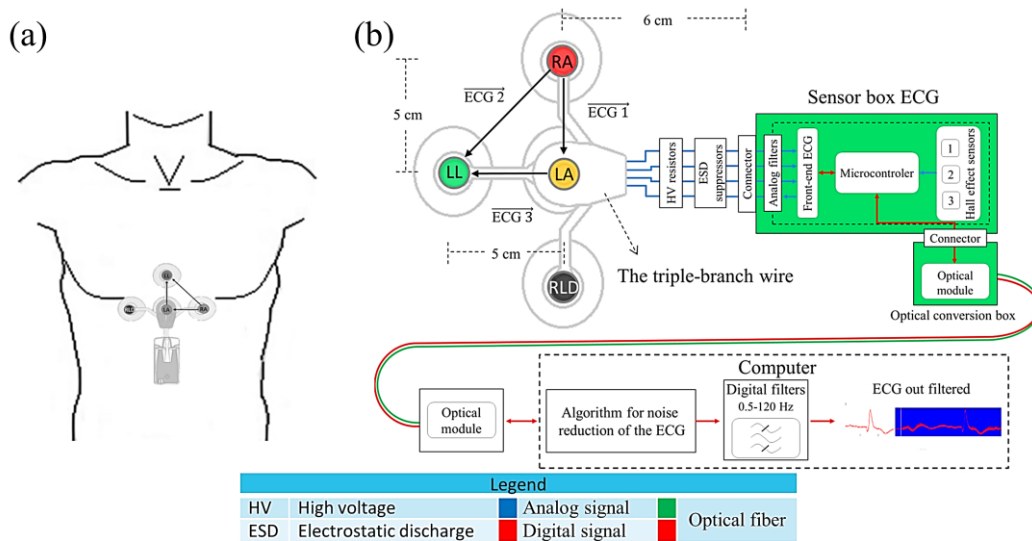 (a)
LL
RLD
LA
RA
(b)
6 cm
RA
5 cm
ECG 2
ECG 1
LL
LA
ECG 3
5 cm
RLD
The triple-branch wire
HV resistors
ESD
suppressors
Connector
Sensor box ECG
Analog filters
Front-end ECG
Microcontroler
1
2
3
Hall effect sensors
Connector
Optical
module
Optical conversion box
Computer
Optical
module
Algorithm for noise
reduction of the ECG
Digital filters
0.5-120 Hz
ECG out filtered
Legend
HV High voltage Analog signal
ESD Electrostatic discharge Digital signal
Optical fiber